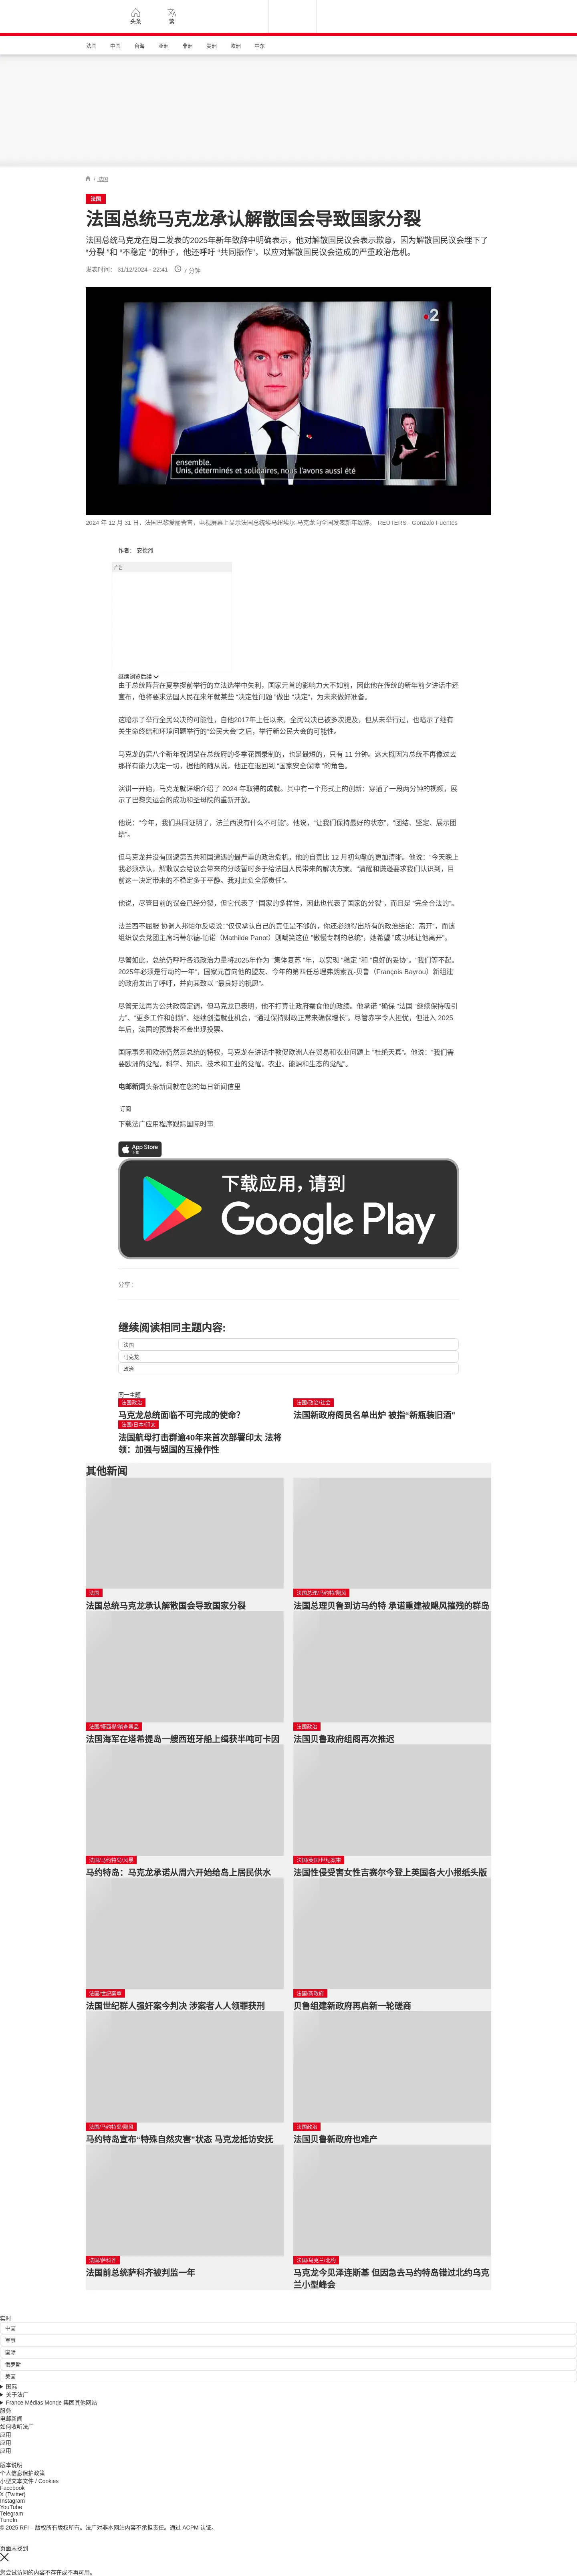 头条
繁
法国
中国
台海
亚洲
非洲
美洲
欧洲
中东
/ 法国
法国
法国总统马克龙承认解散国会导致国家分裂
法国总统马克龙在周二发表的2025年新年致辞中明确表示，他对解散国民议会表示歉意，因为解散国民议会埋下了
“分裂 ”和 “不稳定 ”的种子，他还呼吁 “共同振作”，以应对解散国民议会造成的严重政治危机。
发表时间： 31/12/2024 - 22:41
7 分钟
2
ensemble.
Unis, déterminés et solidaires, nous l'avons aussi été
2024 年 12 月 31 日，法国巴黎爱丽舍宫，电视屏幕上显示法国总统埃马纽埃尔-马克龙向全国发表新年致辞。 REUTERS - Gonzalo Fuentes
作者： 安德烈
广告
继续浏览后续
由于总统阵营在夏季提前举行的立法选举中失利，国家元首的影响力大不如前，因此他在传统的新年前夕讲话中还
宣布，他将要求法国人民在来年就某些 “决定性问题 ”做出 “决定”，为未来做好准备。
这暗示了举行全民公决的可能性，自他2017年上任以来，全民公决已被多次提及，但从未举行过，也暗示了继有
关生命终结和环境问题举行的“公民大会”之后，举行新公民大会的可能性。
马克龙的第八个新年祝词是在总统府的冬季花园录制的，也是最短的，只有 11 分钟。这大概因为总统不再像过去
那样有能力决定一切，据他的随从说，他正在退回到 “国家安全保障 ”的角色。
演讲一开始，马克龙就详细介绍了 2024 年取得的成就。其中有一个形式上的创新：穿插了一段两分钟的视频，展
示了巴黎奥运会的成功和圣母院的重新开放。
他说：“今年，我们共同证明了，法兰西没有什么不可能”。他说，“让我们保持最好的状态”，“团结、坚定、展示团
结”。
但马克龙并没有回避第五共和国遭遇的最严重的政治危机，他的自责比 12 月初勾勒的更加清晰。他说：“今天晚上
我必须承认，解散议会给议会带来的分歧暂时多于给法国人民带来的解决方案。”清醒和谦逊要求我们认识到，目
前这一决定带来的不稳定多于平静。我对此负全部责任”。
他说，尽管目前的议会已经分裂，但它代表了 “国家的多样性，因此也代表了国家的分裂”，而且是 “完全合法的”。
法兰西不屈服 协调人邦帕尔反驳说：“仅仅承认自己的责任是不够的，你还必须得出所有的政治结论：离开”，而该
组织议会党团主席玛蒂尔德-帕诺（Mathilde Panot）则嘲笑这位 “傲慢专制的总统”，她希望 “成功地让他离开”。
尽管如此，总统仍呼吁各派政治力量将2025年作为 “集体复苏 ”年，以实现 “稳定 ”和 “良好的妥协”。“我们等不起。
2025年必须是行动的一年”，国家元首向他的盟友、今年的第四任总理弗朗索瓦-贝鲁（François Bayrou）新组建
的政府发出了呼吁，并向其致以 “最良好的祝愿”。
尽管无法再为公共政策定调，但马克龙已表明，他不打算让政府蚕食他的政绩。他承诺 “确保 ”法国 “继续保持吸引
力”、“更多工作和创新”、继续创造就业机会，“通过保持财政正常来确保增长”。尽管赤字令人担忧，但进入 2025
年后，法国的预算将不会出现投票。
国际事务和欧洲仍然是总统的特权，马克龙在讲话中敦促欧洲人在贸易和农业问题上 “杜绝天真”。他说：“我们需
要欧洲的觉醒，科学、知识、技术和工业的觉醒，农业、能源和生态的觉醒”。
电邮新闻头条新闻就在您的每日新闻信里
订阅
下载法广应用程序跟踪国际时事
App Store
下载
下载应用，请到
Google Play
分享 :
继续阅读相同主题内容:
法国
马克龙
政治
同一主题
法国政治
马克龙总统面临不可完成的使命？
法国/政治/社会
法国新政府阁员名单出炉 被指“新瓶装旧酒”
法国/日本/印太
法国航母打击群逾40年来首次部署印太 法将
领：加强与盟国的互操作性
其他新闻
法国
法国总统马克龙承认解散国会导致国家分裂
法国总理/马约特/飓风
法国总理贝鲁到访马约特 承诺重建被飓风摧残的群岛
法国/塔西提/稽查毒品
法国海军在塔希提岛一艘西班牙船上缉获半吨可卡因
法国政治
法国贝鲁政府组阁再次推迟
法国/马约特岛/风暴
马约特岛：马克龙承诺从周六开始给岛上居民供水
法国/英国/世纪案审
法国性侵受害女性吉赛尔今登上英国各大小报纸头版
法国/世纪案审
法国世纪群人强奸案今判决 涉案者人人领罪获刑
法国/新政府
贝鲁组建新政府再启新一轮磋商
法国/马约特岛/飓风
马约特岛宣布“特殊自然灾害”状态 马克龙抵访安抚
法国政治
法国贝鲁新政府也难产
法国/萨科齐
法国前总统萨科齐被判监一年
法国/乌克兰/北约
马克龙今见泽连斯基 但因急去马约特岛错过北约乌克
兰小型峰会
实时
中国
军事
国际
俄罗斯
美国
国际
关于法广
France Médias Monde 集团其他网站
服务
电邮新闻
如何收听法广
应用
应用
应用
版本说明
个人信息保护政策
小型文本文件 / Cookies
Facebook
X (Twitter)
Instagram
YouTube
Telegram
TuneIn
© 2025 RFI – 版权所有版权所有。法广对非本网站内容不承担责任。通过 ACPM 认证。
页面未找到
您尝试访问的内容不存在或不再可用。